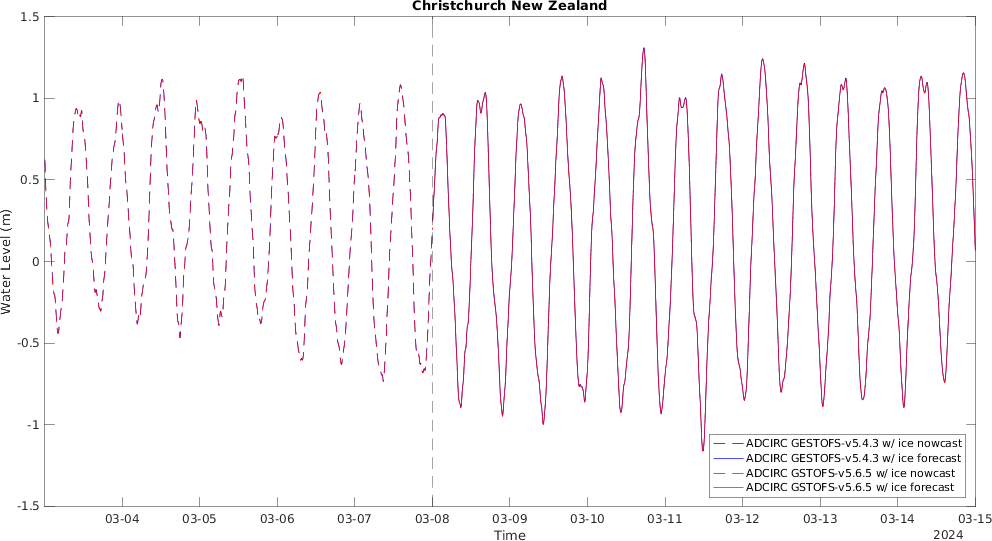 Christchurch New Zealand
Water Level (m)
1.5
1
0.5
0
-0.5
-1
-1.5
ADCIRC GESTOFS-v5.4.3 w/ ice nowcast
ADCIRC GESTOFS-v5.4.3 w/ ice forecast
ADCIRC GSTOFS-v5.6.5 w/ ice nowcast
ADCIRC GSTOFS-v5.6.5 w/ ice forecast
03-04 03-05 03-06 03-07 03-08 03-09 03-10 03-11 03-12 03-13 03-14 03-15
Time
2024